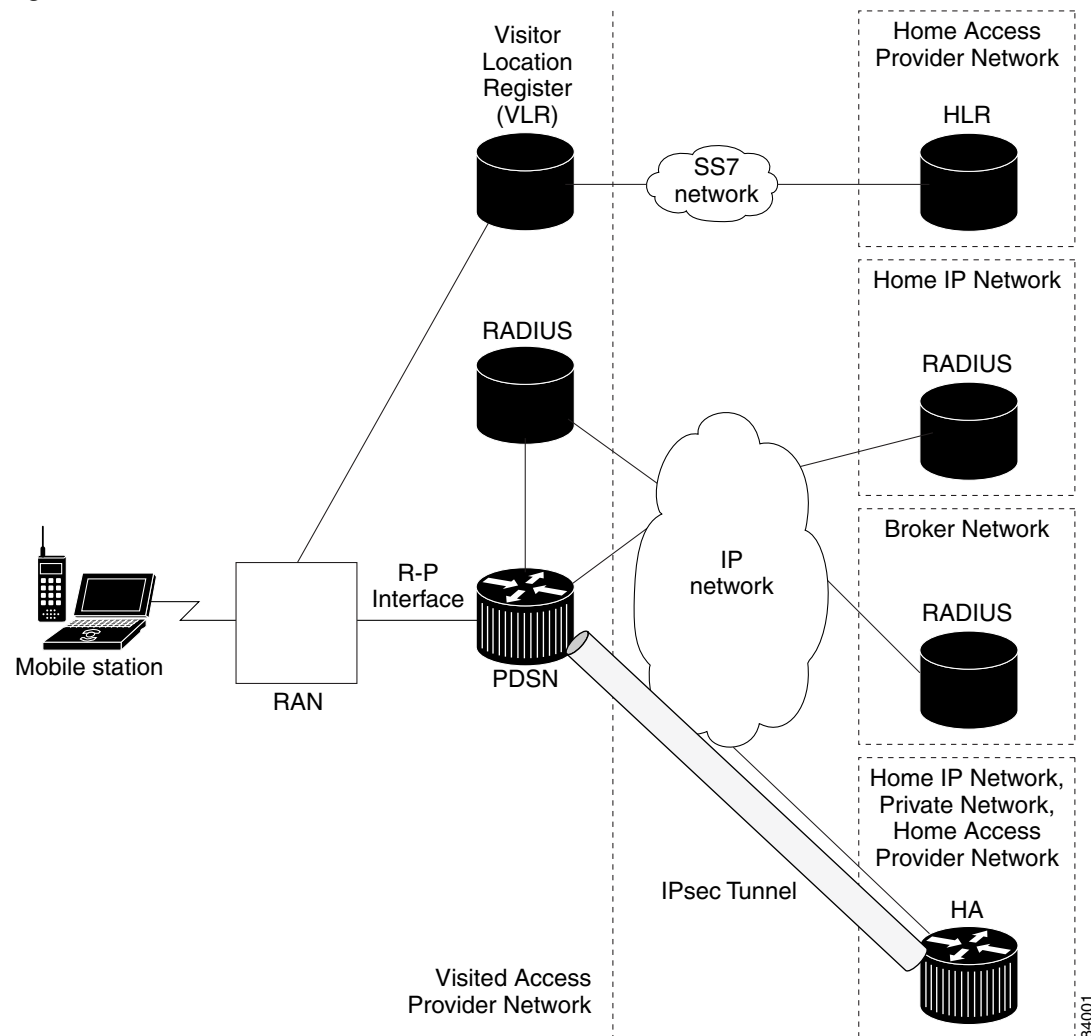 Visitor
Location
Register
(VLR)
Home Access
Provider Network
HLR
SS7
network
Home IP Network
RADIUS
RADIUS
Broker Network
IP
network
R-P
Interface
RADIUS
Mobile station
RAN
PDSN
Home IP Network,
Private Network,
Home Access
Provider Network
IPsec Tunnel
HA
Visited Access
Provider Network